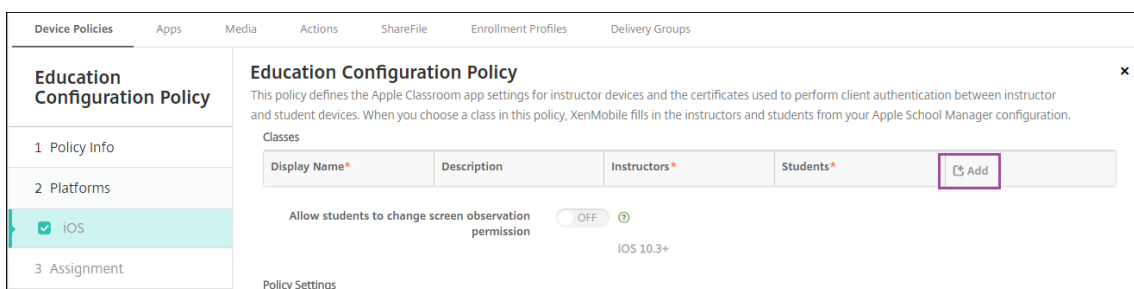 Device Policies Apps Media Actions ShareFile Enrollment Profiles Delivery Groups
Education
Configuration Policy
1 Policy Info
2 Platforms
iOS
3 Assignment
Education Configuration Policy
×
This policy defines the Apple Classroom app settings for instructor devices and the certificates used to perform client authentication between instructor
and student devices. When you choose a class in this policy, XenMobile fills in the instructors and students from your Apple School Manager configuration.
Classes
Display Name* Description Instructors* Students* Add
Allow students to change screen observation
permission
OFF ?
iOS 10.3+
Policy Settings